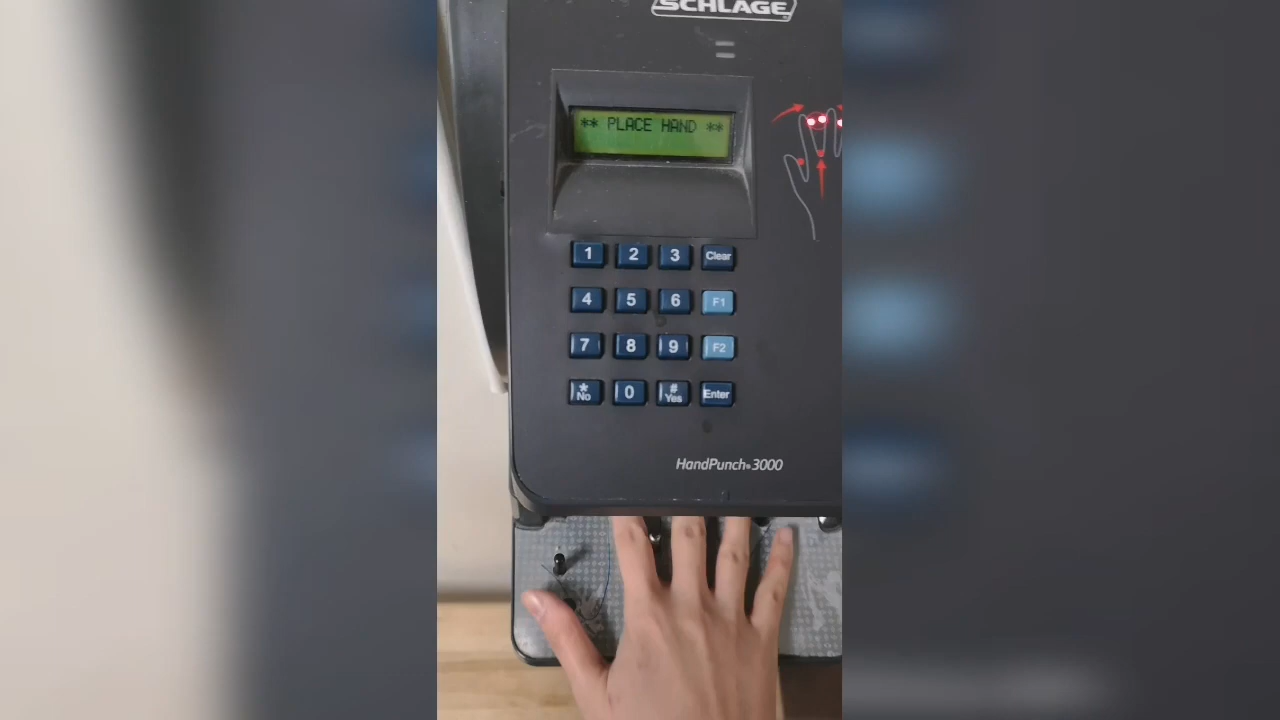 SCHLAGE
** PLACE HAND **
1 2 3 Clear
4 5 6 F1
7 8 9 F2
* No 0 # Yes Enter
HandPunch•3000